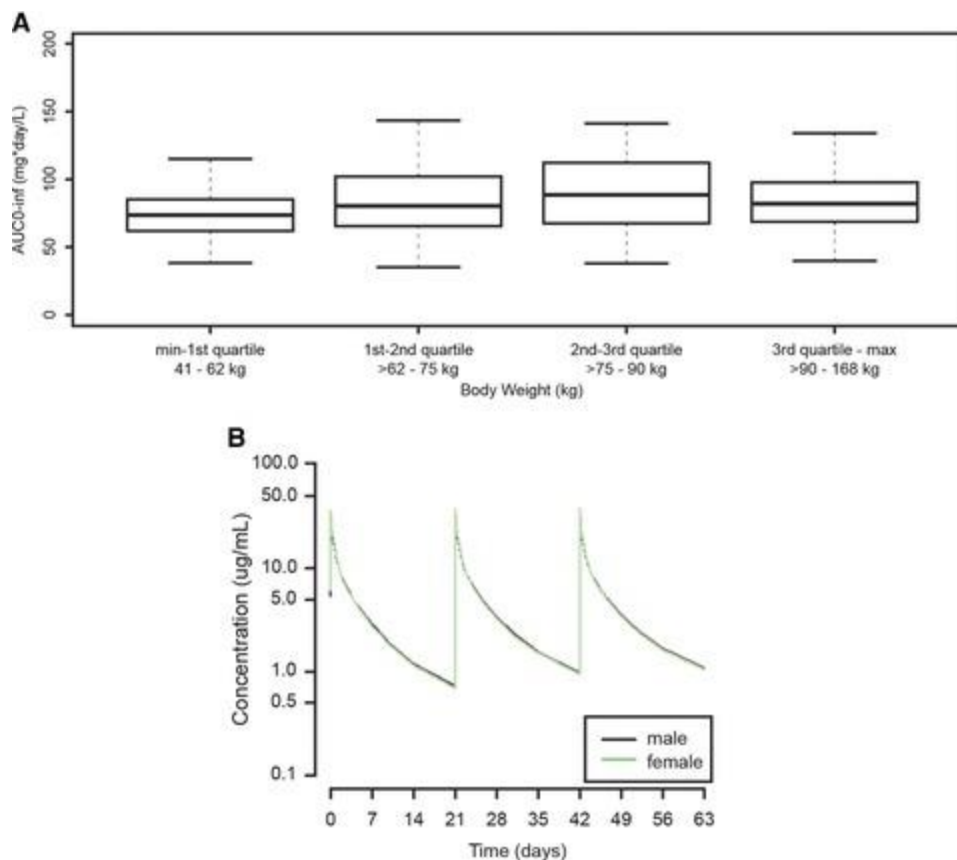 A
AUC0-inf (mg*day/L)
200
150
100
50
0
min-1st quartile
41 - 62 kg
1st-2nd quartile
>62 - 75 kg
2nd-3rd quartile
>75 - 90 kg
3rd quartile - max
>90 - 168 kg
Body Weight (kg)
B
Concentration (ug/mL)
100.0
50.0
10.0
5.0
1.0
0.5
0.1
male
female
0 7 14 21 28 35 42 49 56 63
Time (days)